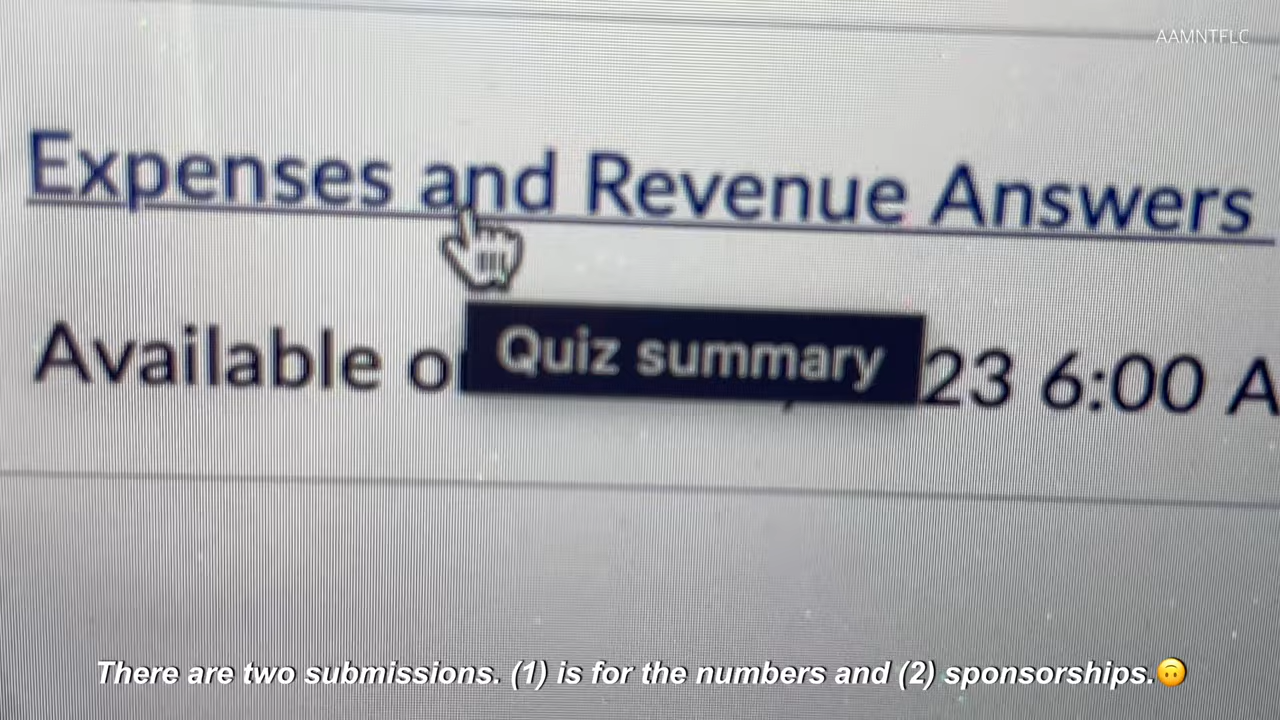 AAMNTFLC
Expenses and Revenue Answers
Quiz summary
Available 23 6:00
There are two submissions. (1) is for the numbers and (2) sponsorships.🙃